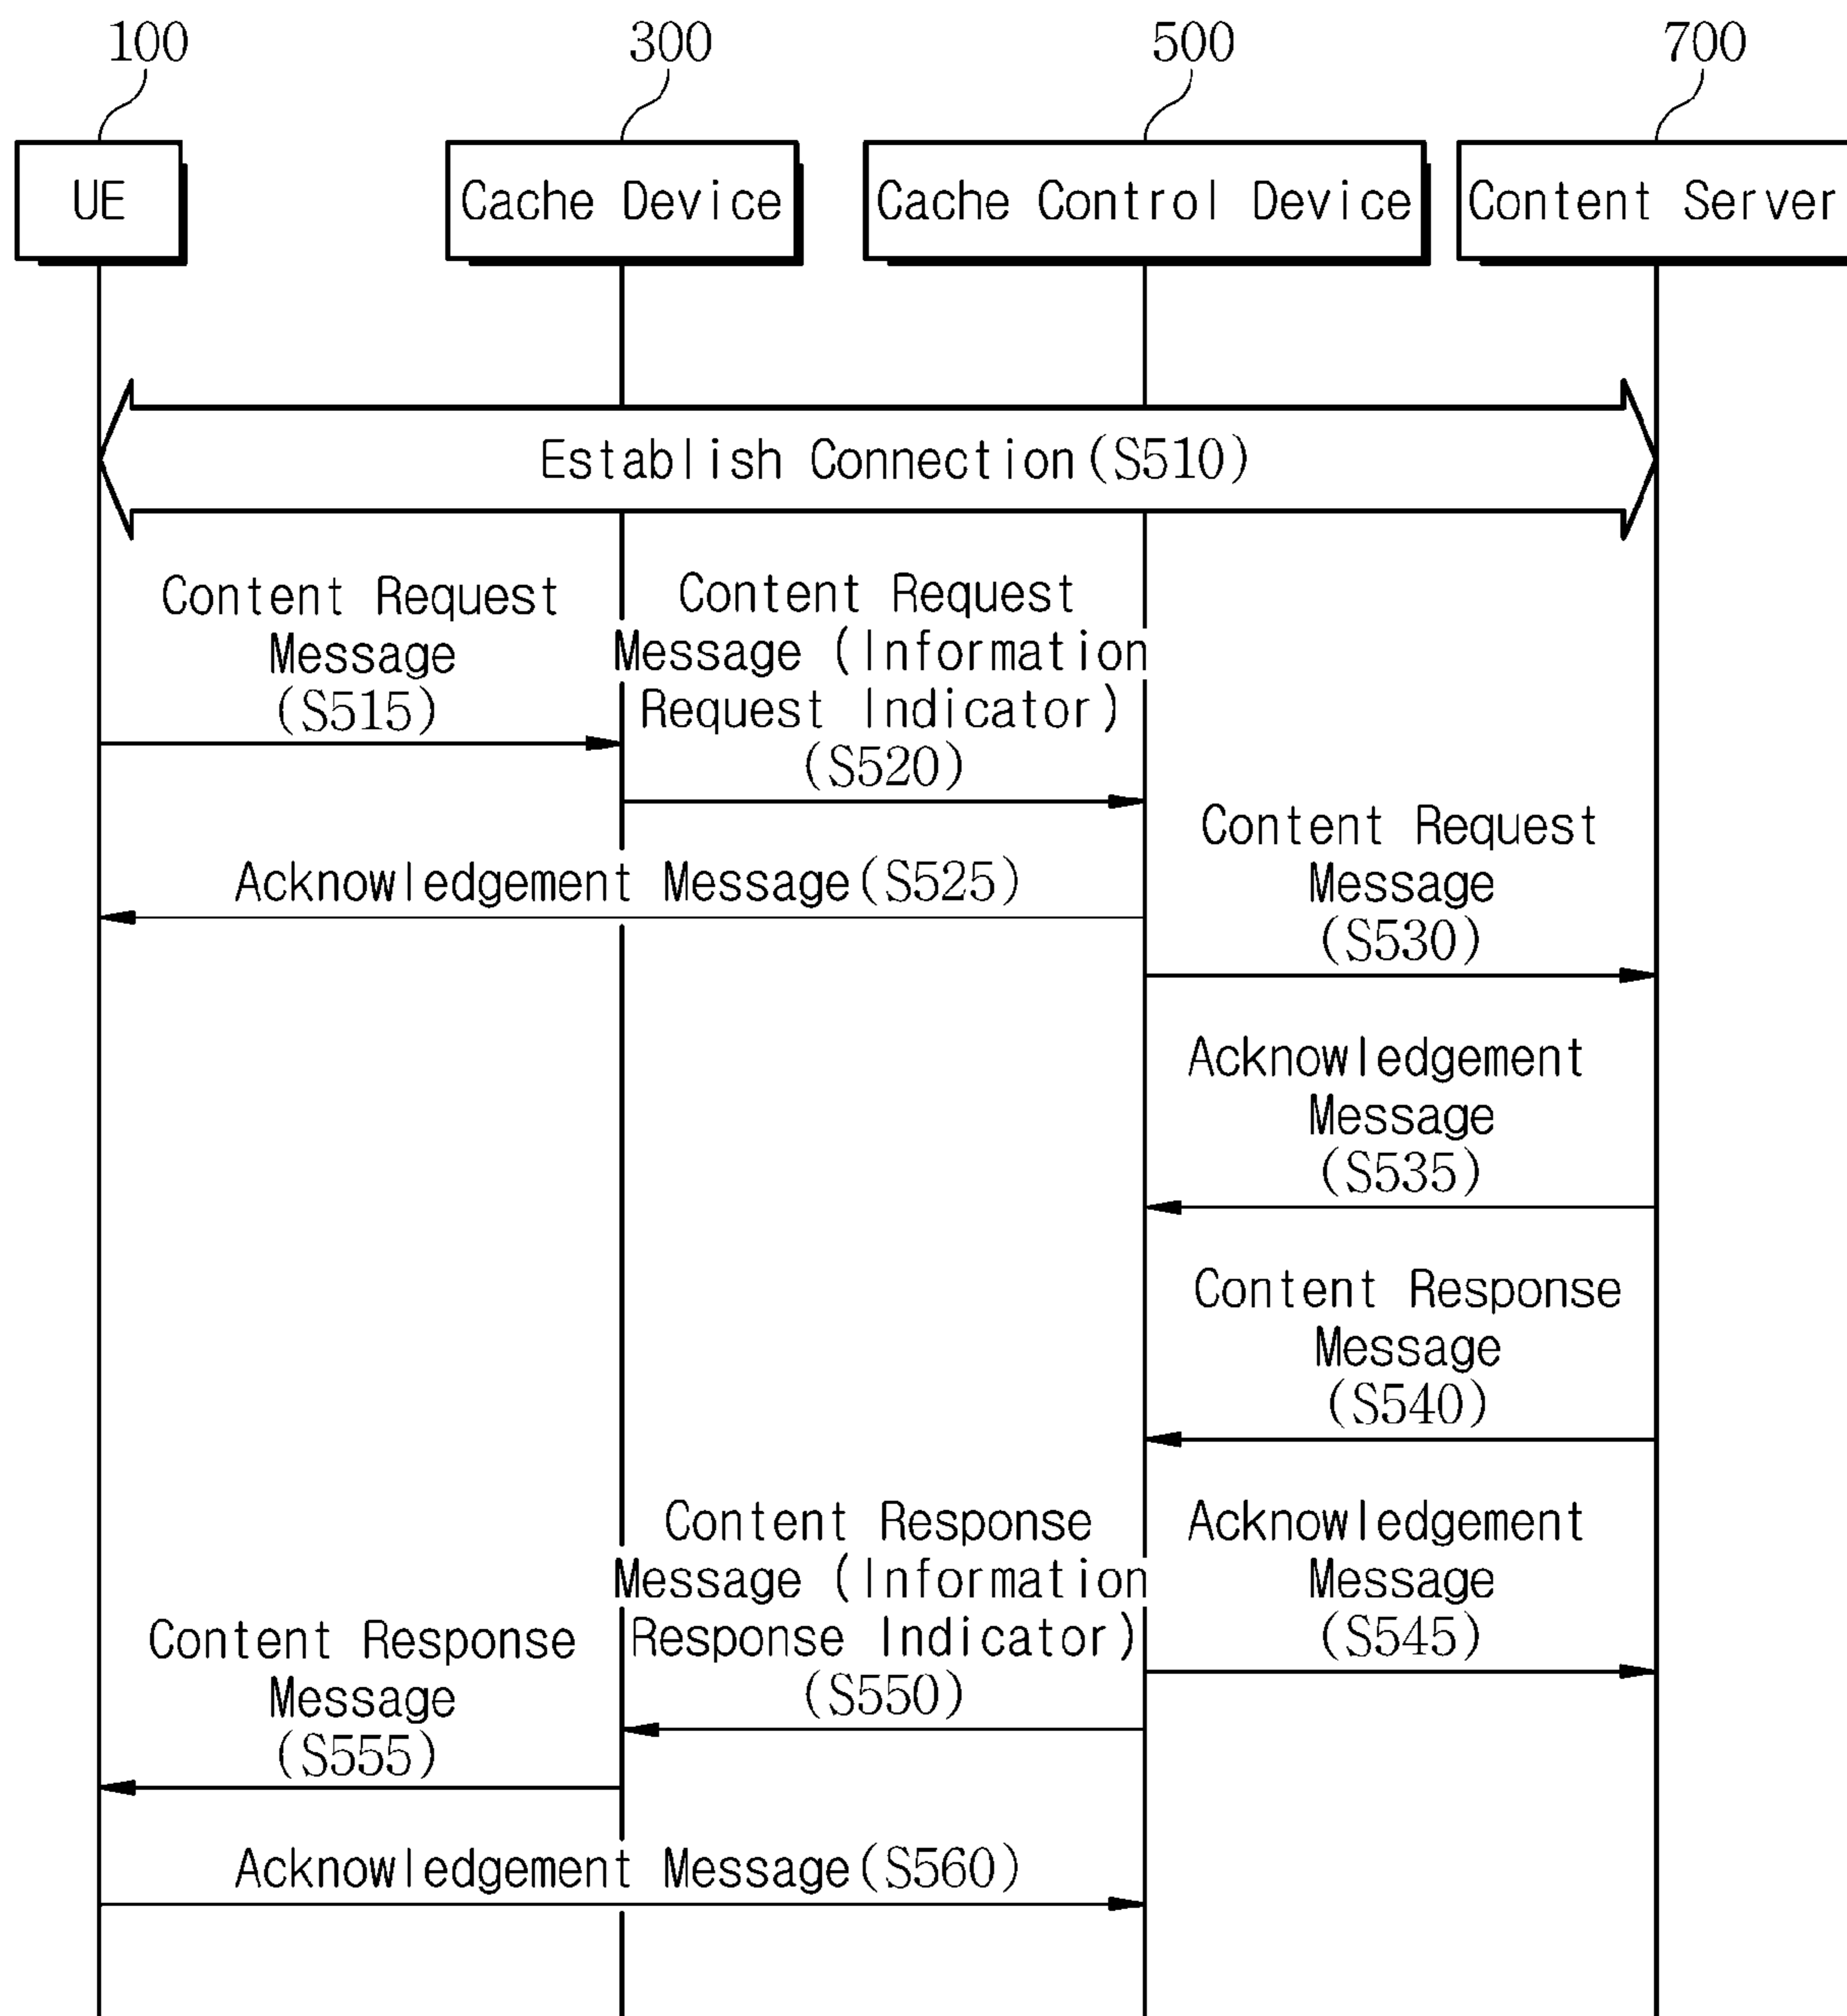 100
300
500
700
UE
Cache Device
Cache Control Device
Content Server
Establish Connection(S510)
Content Request
Message
(S515)
Content Request
Message (Information
Request Indicator)
(S520)
Acknowledgement Message(S525)
Content Request
Message
(S530)
Acknowledgement
Message
(S535)
Content Response
Message
(S540)
Acknowledgement
Message
(S545)
Content Response
Message (Information
Response Indicator)
(S550)
Content Response
Message
(S555)
Acknowledgement Message(S560)